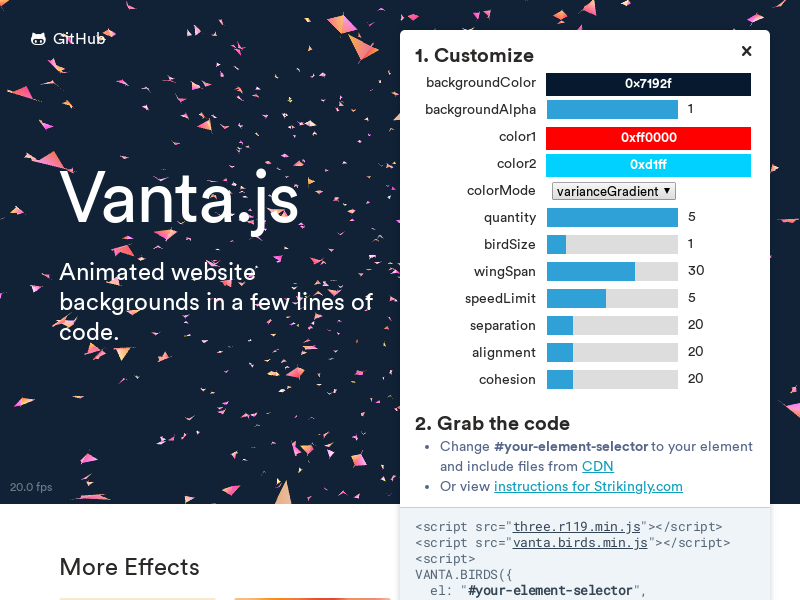 GitHub
Vanta.js
Animated website
backgrounds in a few lines of
code.
20.0 fps
More Effects
1. Customize
×
backgroundColor 0x7192f
backgroundAlpha 1
color1 0xff0000
color2 0xd1ff
colorMode varianceGradient ▼
quantity 5
birdSize 1
wingSpan 30
speedLimit 5
separation 20
alignment 20
cohesion 20
2. Grab the code
• Change #your-element-selector to your element
and include files from CDN
• Or view instructions for Strikingly.com
<script src="three.r119.min.js"></script>
<script src="vanta.birds.min.js"></script>
<script>
VANTA.BIRDS({
el: "#your-element-selector",